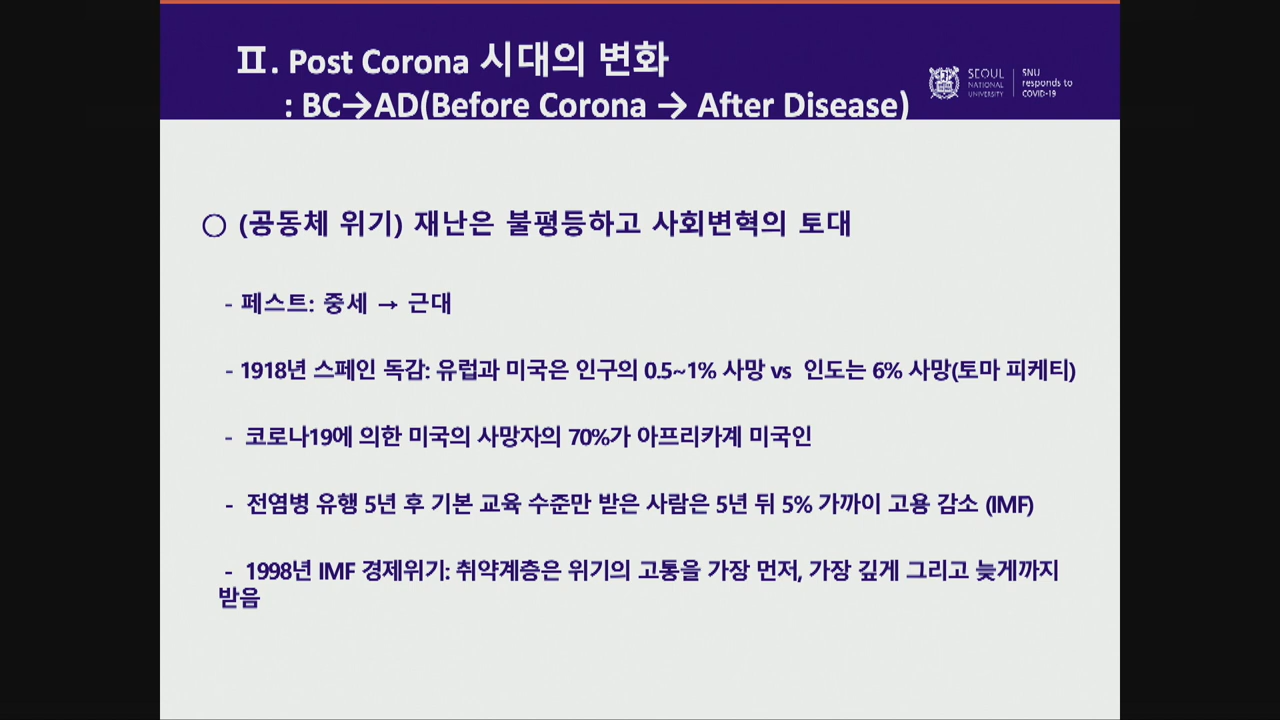 Ⅱ. Post Corona 시대의 변화
: BC→AD(Before Corona → After Disease)
SEOUL NATIONAL UNIVERSITY
SNU responds to COVID-19
○ (공동체 위기) 재난은 불평등하고 사회변혁의 토대
- 페스트: 중세 → 근대
- 1918년 스페인 독감: 유럽과 미국은 인구의 0.5~1% 사망 vs 인도는 6% 사망(토마 피케티)
- 코로나19에 의한 미국의 사망자의 70%가 아프리카계 미국인
- 전염병 유행 5년 후 기본 교육 수준만 받은 사람은 5년 뒤 5% 가까이 고용 감소 (IMF)
- 1998년 IMF 경제위기: 취약계층은 위기의 고통을 가장 먼저, 가장 깊게 그리고 늦게까지
받음